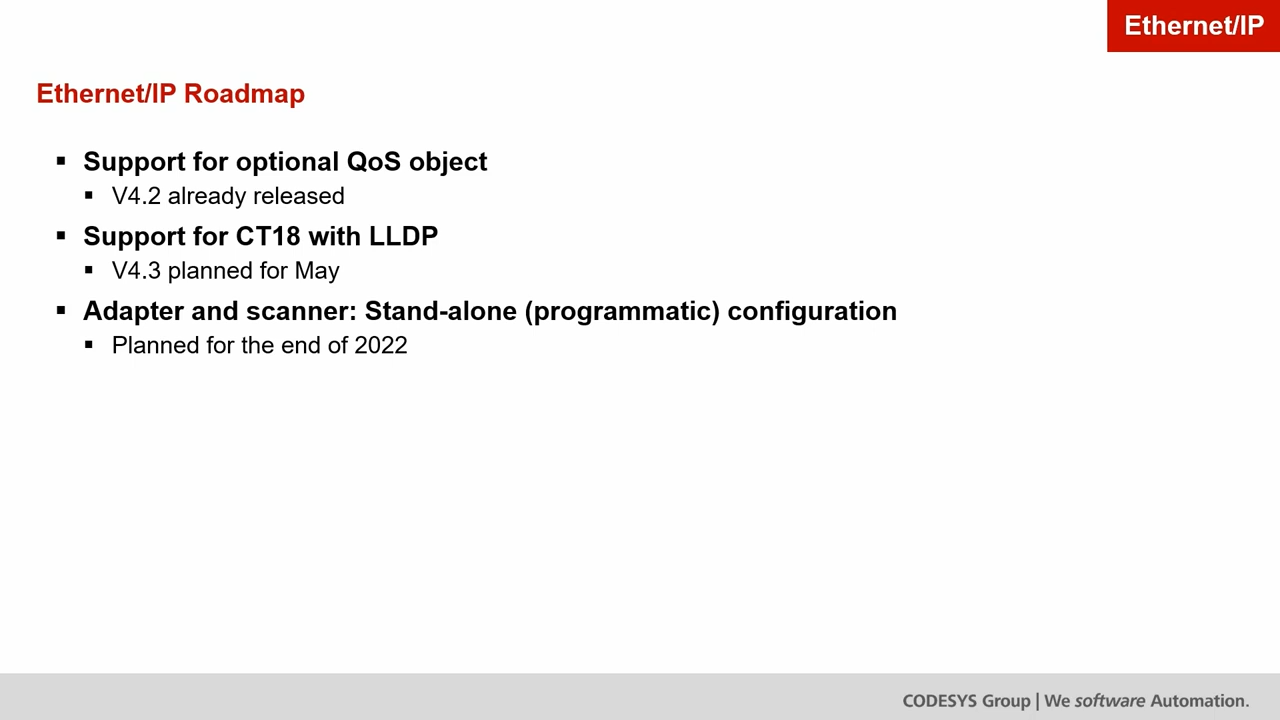 Ethernet/IP
Ethernet/IP Roadmap
▪ Support for optional QoS object
▪ V4.2 already released
▪ Support for CT18 with LLDP
▪ V4.3 planned for May
▪ Adapter and scanner: Stand-alone (programmatic) configuration
▪ Planned for the end of 2022
CODESYS Group | We software Automation.